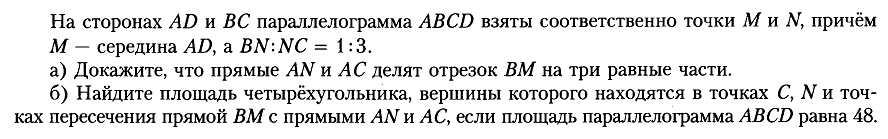 На сторонах AD и BC параллелограмма ABCD взяты соответственно точки M и N, причём
M — середина AD, а BN:NC = 1:3.
а) Докажите, что прямые AN и AC делят отрезок BM на три равные части.
б) Найдите площадь четырёхугольника, вершины которого находятся в точках C, N и точ-
ках пересечения прямой BM с прямыми AN и AC, если площадь параллелограмма ABCD равна 48.